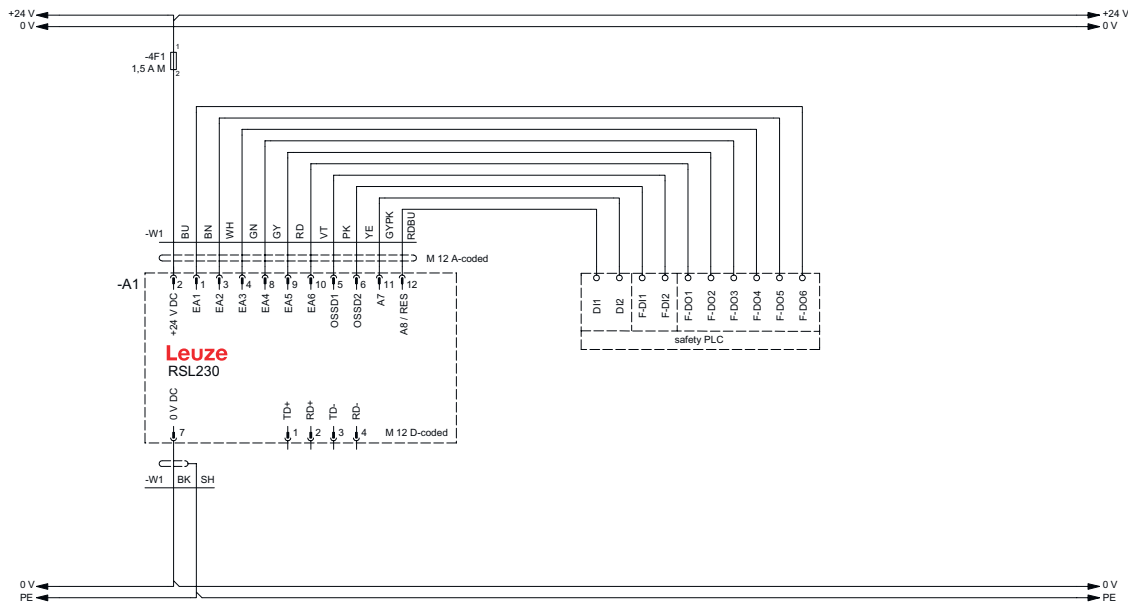 +24 V
+24 V
0 V
0 V
1
-4F1
1,5 A M
2
-W1
BU
BN
WH
GN
GY
RD
VT
PK
YE
GYPK
RDBU
M 12 A-coded
-A1
2
1
3
4
8
9
10
5
6
11
12
+24 V DC
EA1
EA2
EA3
EA4
EA5
EA6
OSSD1
OSSD2
A7
A8 / RES
DI1
DI2
F-DI1
F-DI2
F-DO1
F-DO2
F-DO3
F-DO4
F-DO5
F-DO6
safety PLC
Leuze
RSL230
0 V DC
TD+
RD+
TD-
RD-
7
1
2
3
4
M 12 D-coded
-W1
BK
SH
0 V
0 V
PE
PE